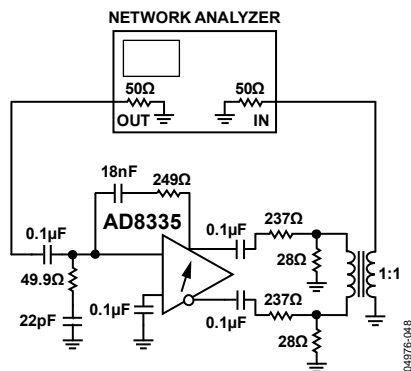 NETWORK ANALYZER
50Ω 50Ω
OUT IN
18nF 249Ω
AD8335
0.1µF
49.9Ω
22pF
0.1µF
0.1µF
237Ω
28Ω
1:1
0.1µF
237Ω
28Ω
04976-048